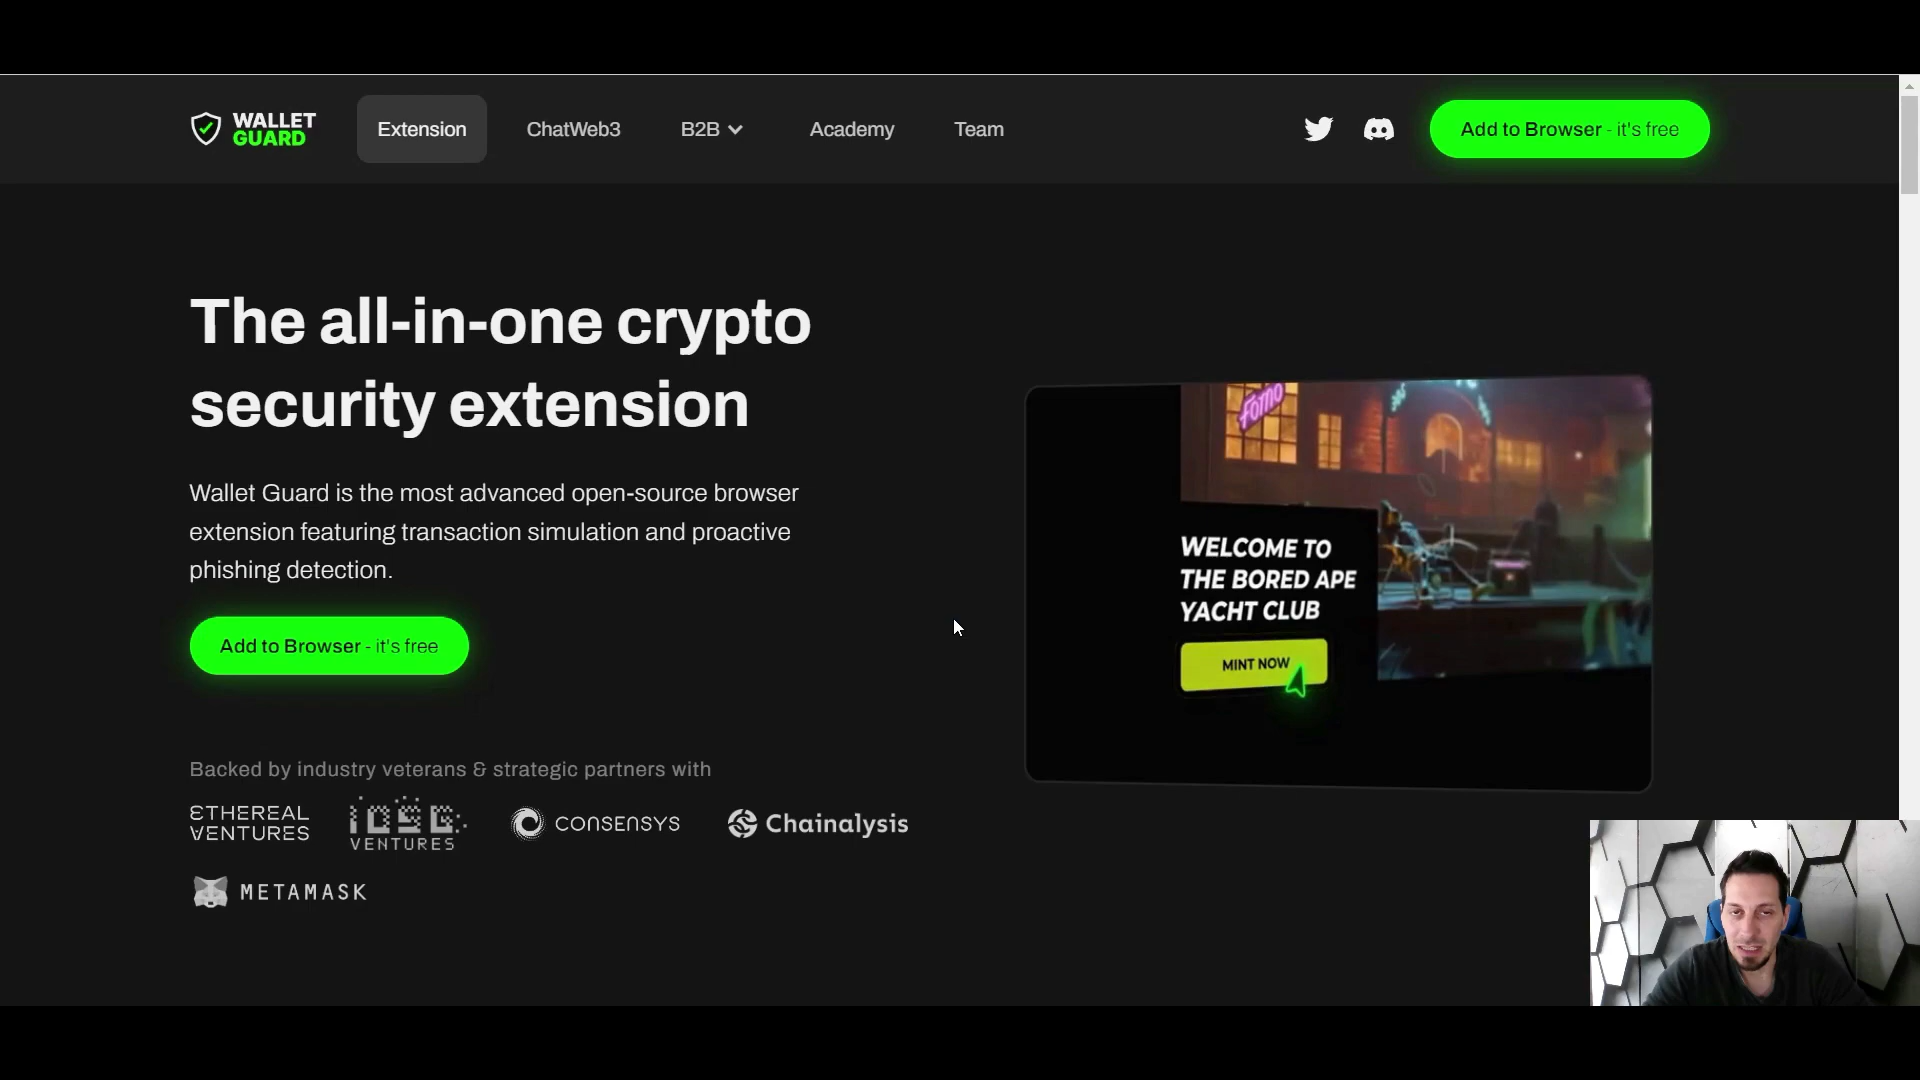 WALLET
GUARD
Extension
ChatWeb3
B2B
Academy
Team
Add to Browser - it's free
The all-in-one crypto
security extension
Wallet Guard is the most advanced open-source browser
extension featuring transaction simulation and proactive
phishing detection.
Add to Browser - it's free
Backed by industry veterans & strategic partners with
ETHEREAL
VENTURES
VENTURES
CONSENSYS
Chainalysis
METAMASK
Fomo
WELCOME TO
THE BORED APE
YACHT CLUB
MINT NOW